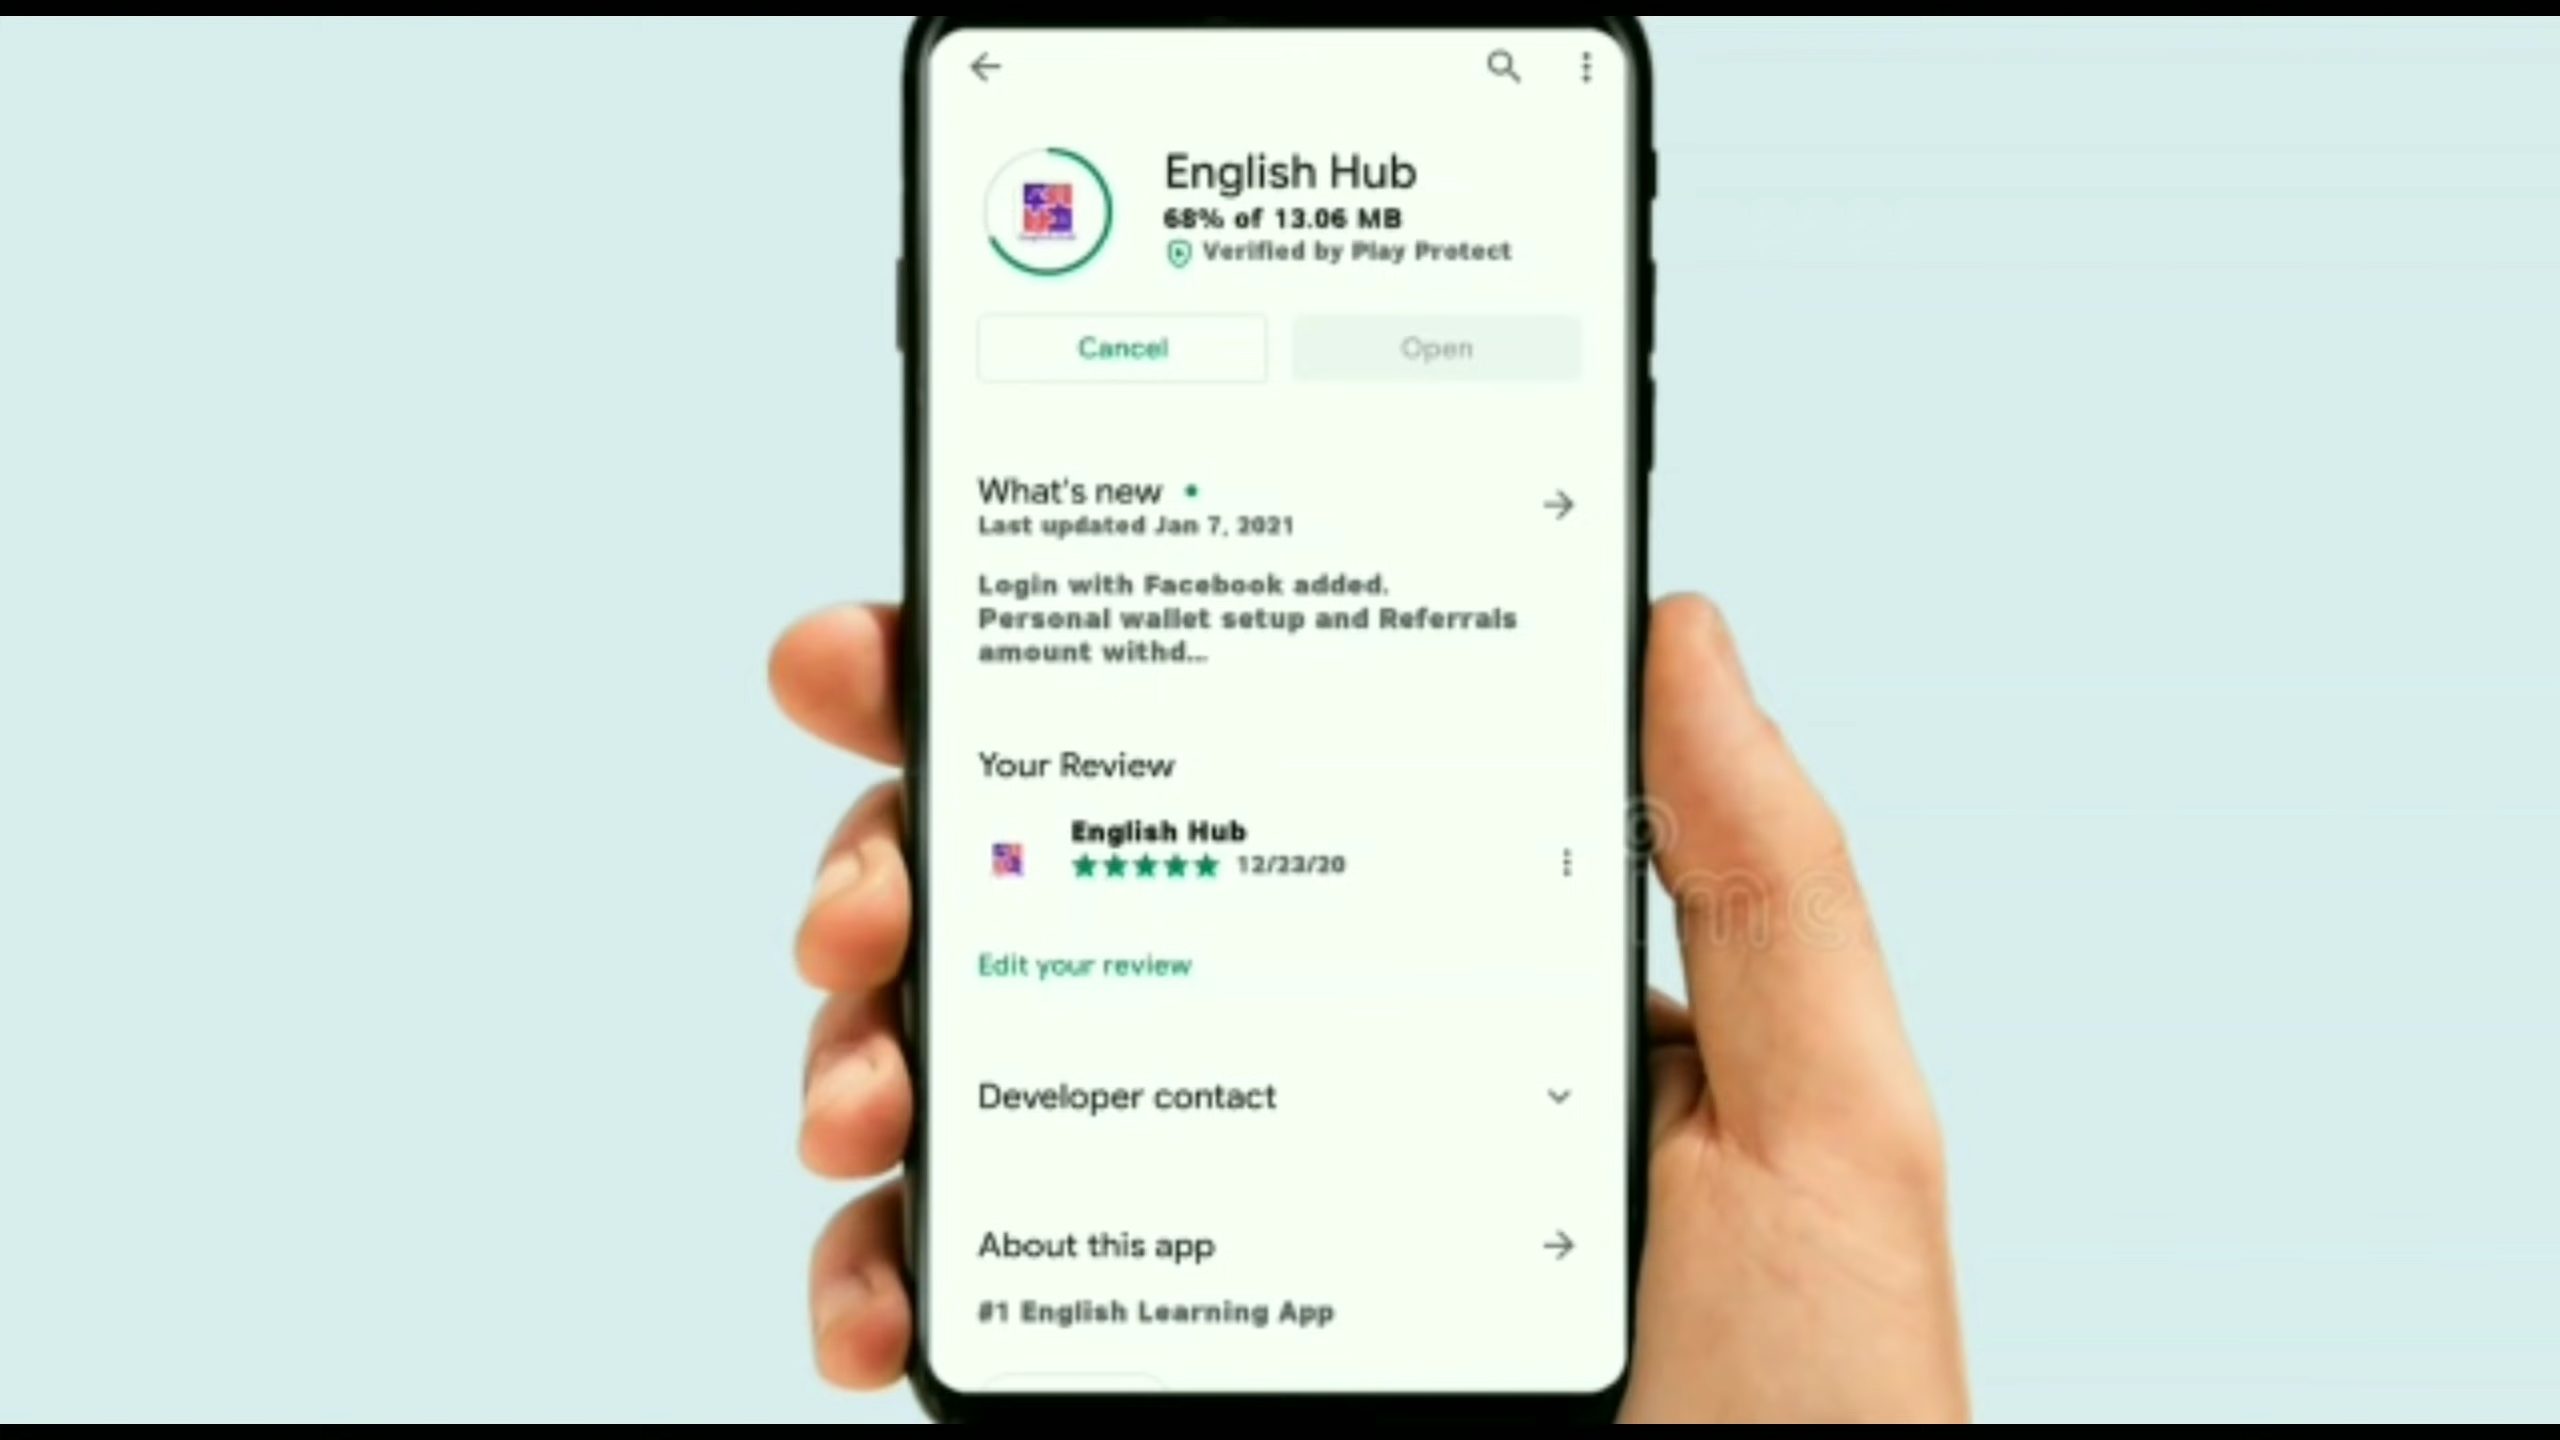 English Hub
68% of 13.06 MB
Verified by Play Protect
Cancel
Open
What's new
Last updated Jan 7, 2021
Login with Facebook added.
Personal wallet setup and Referrals
amount withd...
Your Review
English Hub
12/23/20
Edit your review
Developer contact
About this app
#1 English Learning App